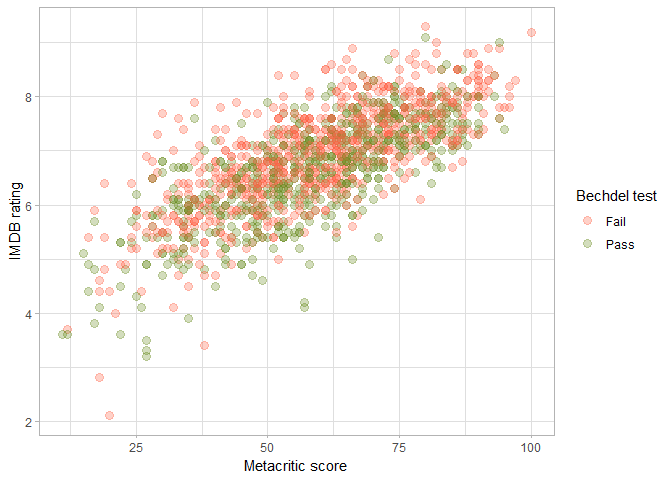 8
6
4
2
IMDB rating
25 50 75 100
Metacritic score
Bechdel test
Fail
Pass